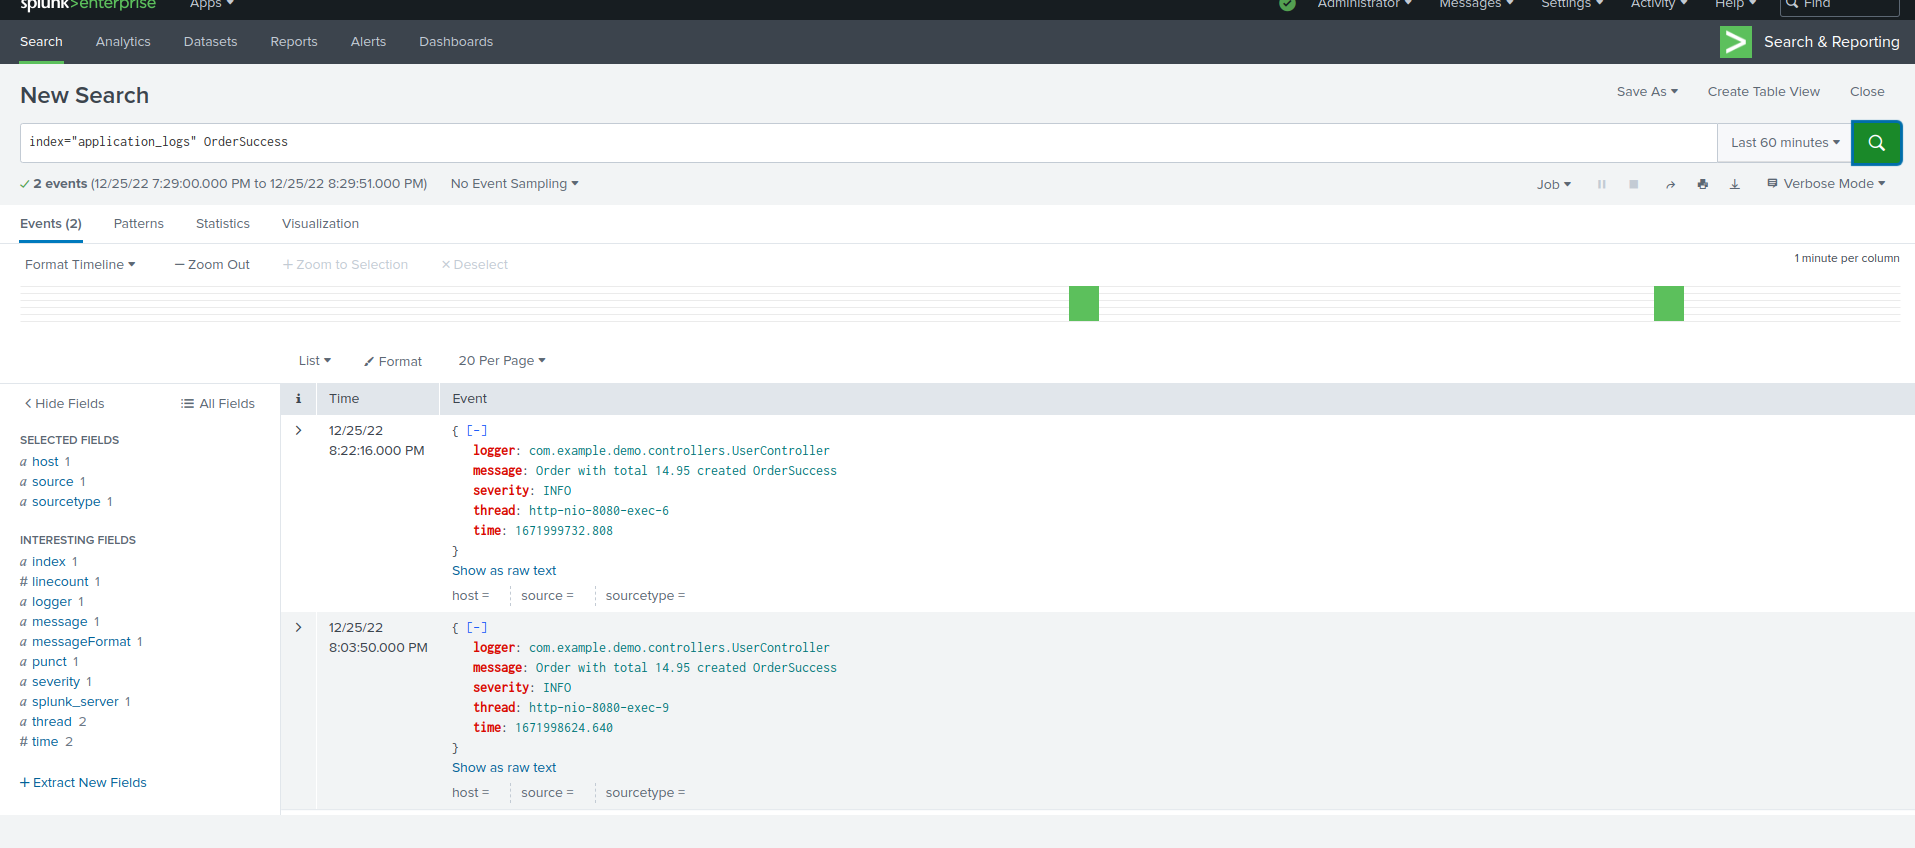 splunk>enterprise Apps Administrator Messages Settings Activity Help Find
Search Analytics Datasets Reports Alerts Dashboards Search & Reporting
New Search Save As Create Table View Close
index="application_logs" OrderSuccess Last 60 minutes
2 events (12/25/22 7:29:00.000 PM to 12/25/22 8:29:51.000 PM) No Event Sampling Job Verbose Mode
Events (2) Patterns Statistics Visualization
Format Timeline — Zoom Out + Zoom to Selection × Deselect 1 minute per column
List Format 20 Per Page
< Hide Fields All Fields
SELECTED FIELDS
a host 1
a source 1
a sourcetype 1
INTERESTING FIELDS
a index 1
# linecount 1
a logger 1
a message 1
a messageFormat 1
a punct 1
a severity 1
a splunk_server 1
a thread 2
# time 2
+ Extract New Fields
i Time Event
> 12/25/22 { [-]
8:22:16.000 PM logger: com.example.demo.controllers.UserController
message: Order with total 14.95 created OrderSuccess
severity: INFO
thread: http-nio-8080-exec-6
time: 1671999732.808
}
Show as raw text
host = source = sourcetype =
> 12/25/22 { [-]
8:03:50.000 PM logger: com.example.demo.controllers.UserController
message: Order with total 14.95 created OrderSuccess
severity: INFO
thread: http-nio-8080-exec-9
time: 1671998624.640
}
Show as raw text
host = source = sourcetype =